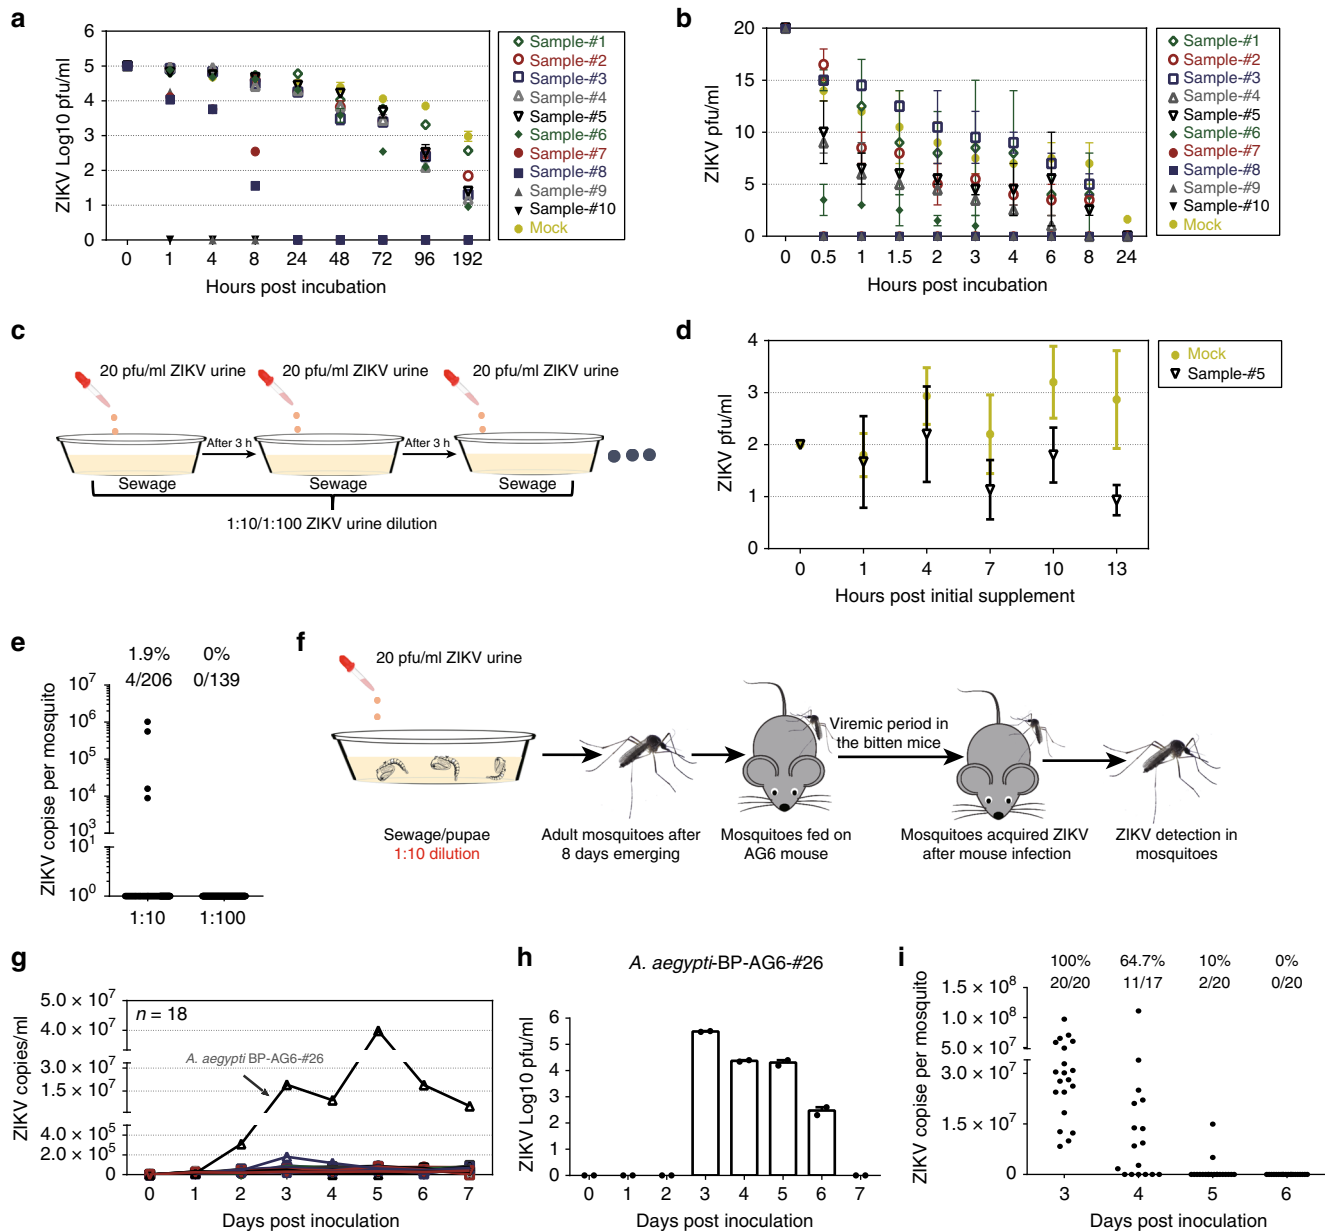 a
ZIKV Log10 pfu/ml
6
5
4
3
2
1
0
0 1 4 8 24 48 72 96 192
Hours post incubation
Sample-#1
Sample-#2
Sample-#3
Sample-#4
Sample-#5
Sample-#6
Sample-#7
Sample-#8
Sample-#9
Sample-#10
Mock
b
ZIKV pfu/ml
20
15
10
5
0
0 0.5 1 1.5 2 3 4 6 8 24
Hours post incubation
Sample-#1
Sample-#2
Sample-#3
Sample-#4
Sample-#5
Sample-#6
Sample-#7
Sample-#8
Sample-#9
Sample-#10
Mock
c
20 pfu/ml ZIKV urine 20 pfu/ml ZIKV urine 20 pfu/ml ZIKV urine
After 3 h After 3 h
Sewage Sewage Sewage
1:10/1:100 ZIKV urine dilution
d
ZIKV pfu/ml
4
3
2
1
0
0 1 4 7 10 13
Hours post initial supplement
Mock
Sample-#5
e
1.9% 0%
4/206 0/139
ZIKV copise per mosquito
10⁷
10⁶
10⁵
10⁴
10³
10¹
10⁰
1:10 1:100
f
20 pfu/ml ZIKV urine
Viremic period in
the bitten mice
Sewage/pupae
1:10 dilution
Adult mosquitoes after
8 days emerging
Mosquitoes fed on
AG6 mouse
Mosquitoes acquired ZIKV
after mouse infection
ZIKV detection in
mosquitoes
g
ZIKV copies/ml
5.0 × 10⁷
4.0 × 10⁷
3.0 × 10⁷
1.5 × 10⁷
4.0 × 10⁵
2.0 × 10⁵
0
n = 18
A. aegypti BP-AG6-#26
0 1 2 3 4 5 6 7
Days post inoculation
h
A. aegypti-BP-AG6-#26
ZIKV Log10 pfu/ml
6
5
4
3
2
1
0
0 1 2 3 4 5 6 7
Days post inoculation
i
100% 64.7% 10% 0%
20/20 11/17 2/20 0/20
ZIKV copise per mosquito
1.5 × 10⁸
1.0 × 10⁸
5.0 × 10⁷
3.0 × 10⁷
1.5 × 10⁷
0
3 4 5 6
Days post inoculation